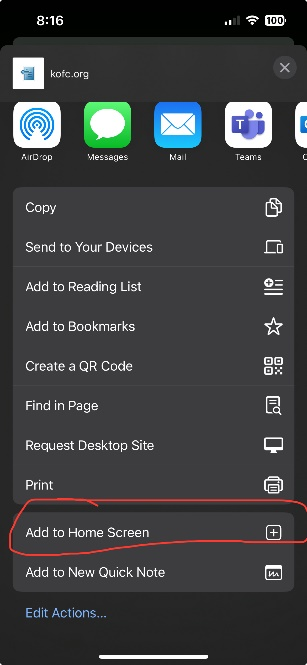 8:16
100
kofc.org
AirDrop
Messages
Mail
Teams
Copy
Send to Your Devices
Add to Reading List
Add to Bookmarks
Create a QR Code
Find in Page
Request Desktop Site
Print
Add to Home Screen
Add to New Quick Note
Edit Actions...